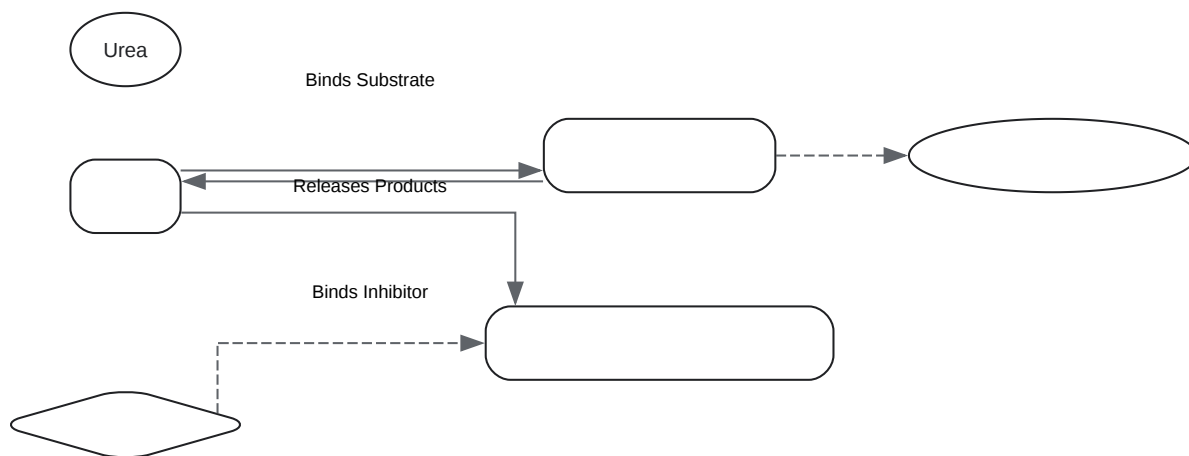 Urea
Binds Substrate
Releases Products
Binds Inhibitor